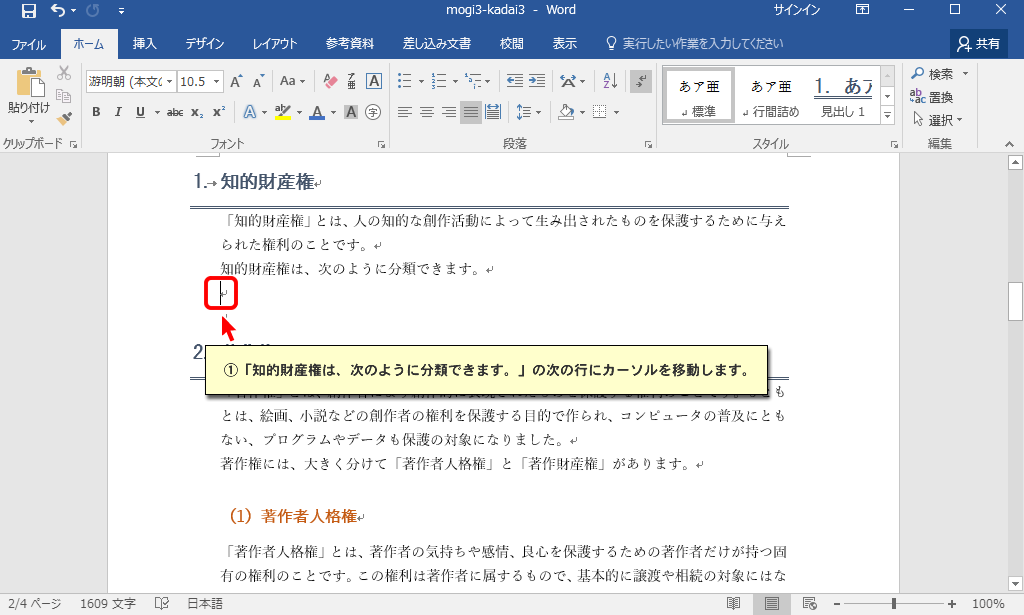 mogi3-kadai3 - Word
サインイン
ファイル ホーム 挿入 デザイン レイアウト 参考資料 差し込み文書 校閲 表示 実行したい作業を入力してください 共有
貼り付け
游明朝 (本文(
10.5
A A Aa A
B I U abc x₂ x² A A A 字
あア亜 標準
あア亜 行間詰め
1. あア 見出し 1
検索
置換
選択
クリップボード フォント 段落 スタイル 編集
1. 知的財産権
「知的財産権」とは、人の知的な創作活動によって生み出されたものを保護するために与え
られた権利のことです。
知的財産権は、次のように分類できます。
2.
①「知的財産権は、次のように分類できます。」の次の行にカーソルを移動します。
とは、絵画、小説などの創作者の権利を保護する目的で作られ、コンピュータの普及にとも
ない、プログラムやデータも保護の対象になりました。
著作権には、大きく分けて「著作者人格権」と「著作財産権」があります。
（1）著作者人格権
「著作者人格権」とは、著作者の気持ちや感情、良心を保護するための著作者だけが持つ固
有の権利のことです。この権利は著作者に属するもので、基本的に譲渡や相続の対象にはな
2/4 ページ 1609 文字 日本語 100%